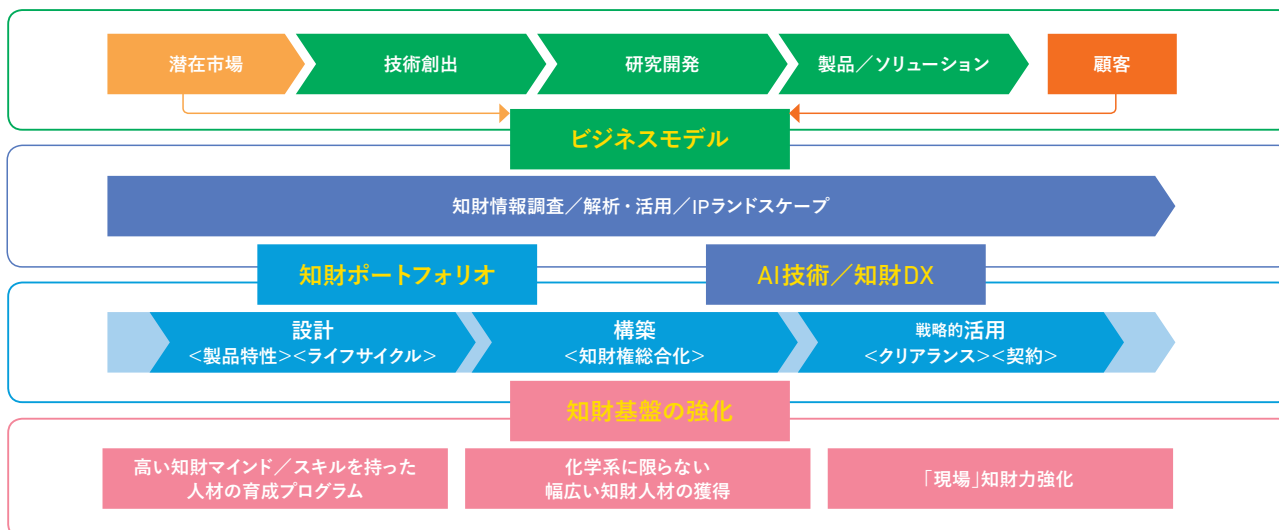 潜在市場
技術創出
研究開発
製品／ソリューション
顧客
ビジネスモデル
知財情報調査／解析・活用／IPランドスケープ
知財ポートフォリオ
AI技術／知財DX
設計
<製品特性><ライフサイクル>
構築
<知財権総合化>
戦略的活用
<クリアランス><契約>
知財基盤の強化
高い知財マインド／スキルを持った
人材の育成プログラム
化学系に限らない
幅広い知財人材の獲得
「現場」知財力強化